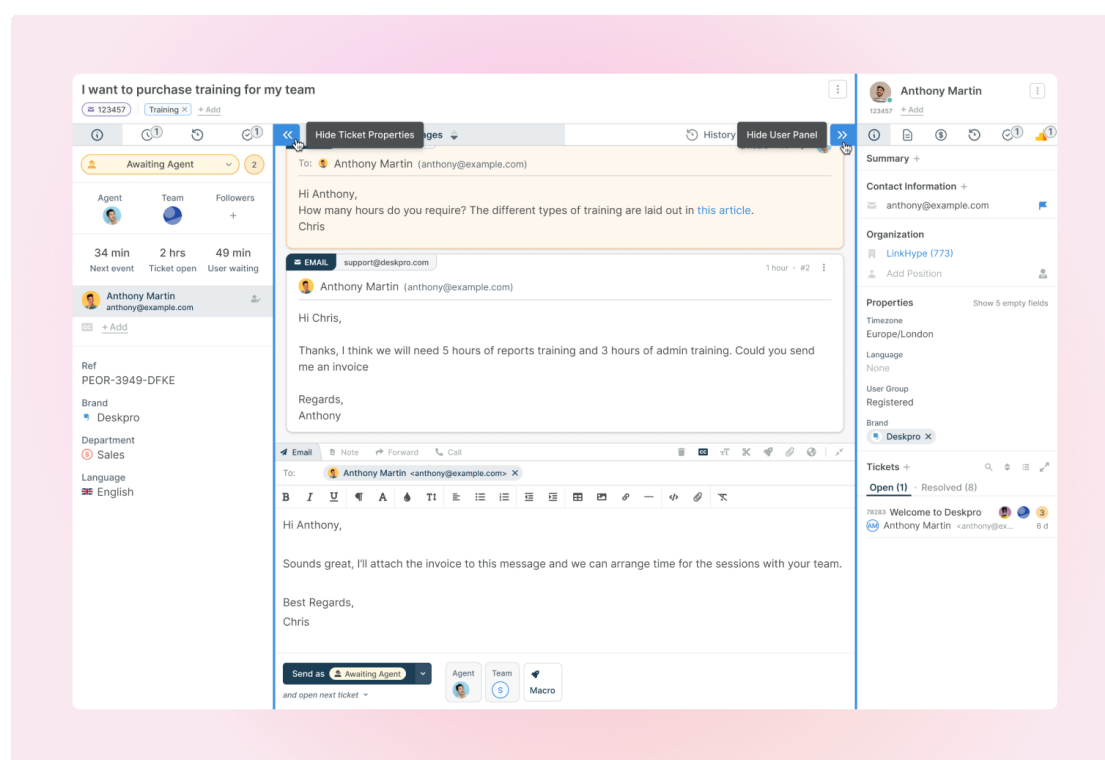 I want to purchase training for my team
123457
Training ×
+ Add
1
1
Hide Ticket Properties
ges
History
Hide User Panel
Awaiting Agent
2
Agent
Team
Followers
+
34 min
2 hrs
49 min
Next event
Ticket open
User waiting
Anthony Martin
anthony@example.com
CC
+ Add
Ref
PEOR-3949-DFKE
Brand
Deskpro
Department
S Sales
Language
English
To: Anthony Martin (anthony@example.com)
Hi Anthony,
How many hours do you require? The different types of training are laid out in this article.
Chris
EMAIL
support@deskpro.com
1 hour · #2
Anthony Martin (anthony@example.com)
Hi Chris,
Thanks, I think we will need 5 hours of reports training and 3 hours of admin training. Could you send
me an invoice
Regards,
Anthony
Email
Note
Forward
Call
CC
To: Anthony Martin <anthony@example.com> ×
B I U ¶ A
Hi Anthony,
Sounds great, I'll attach the invoice to this message and we can arrange time for the sessions with your team.
Best Regards,
Chris
Send as Awaiting Agent
and open next ticket
Agent
Team
S
Macro
Anthony Martin
123457
+ Add
1
1
Summary +
Contact Information +
anthony@example.com
Organization
LinkHype (773)
Add Position
Properties
Show 5 empty fields
Timezone
Europe/London
Language
None
User Group
Registered
Brand
Deskpro ×
Tickets +
Open (1) · Resolved (8)
78283 Welcome to Deskpro
3
AM Anthony Martin <anthony@ex...
6 d